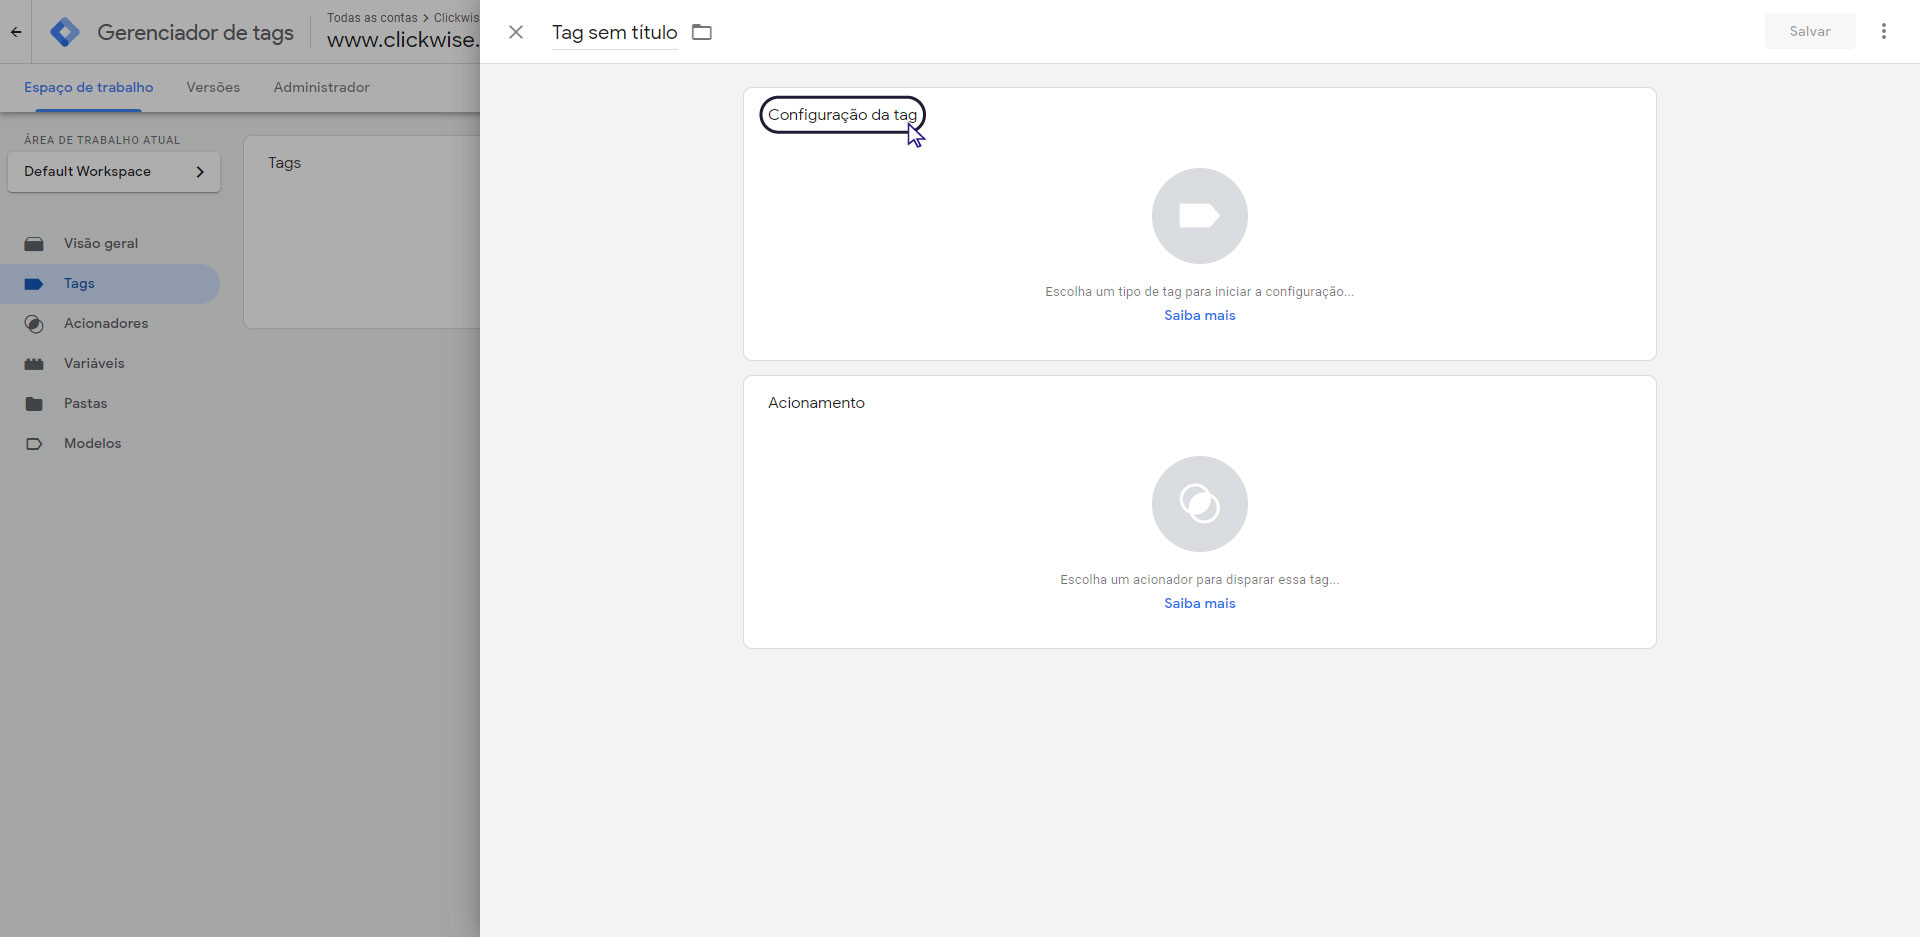 Gerenciador de tags
Todas as contas > Clickwis
www.clickwise.
Espaço de trabalho
Versões
Administrador
ÁREA DE TRABALHO ATUAL
Default Workspace
Visão geral
Tags
Acionadores
Variáveis
Pastas
Modelos
Tags
Tag sem título
Salvar
Configuração da tag
Escolha um tipo de tag para iniciar a configuração...
Saiba mais
Acionamento
Escolha um acionador para disparar essa tag...
Saiba mais